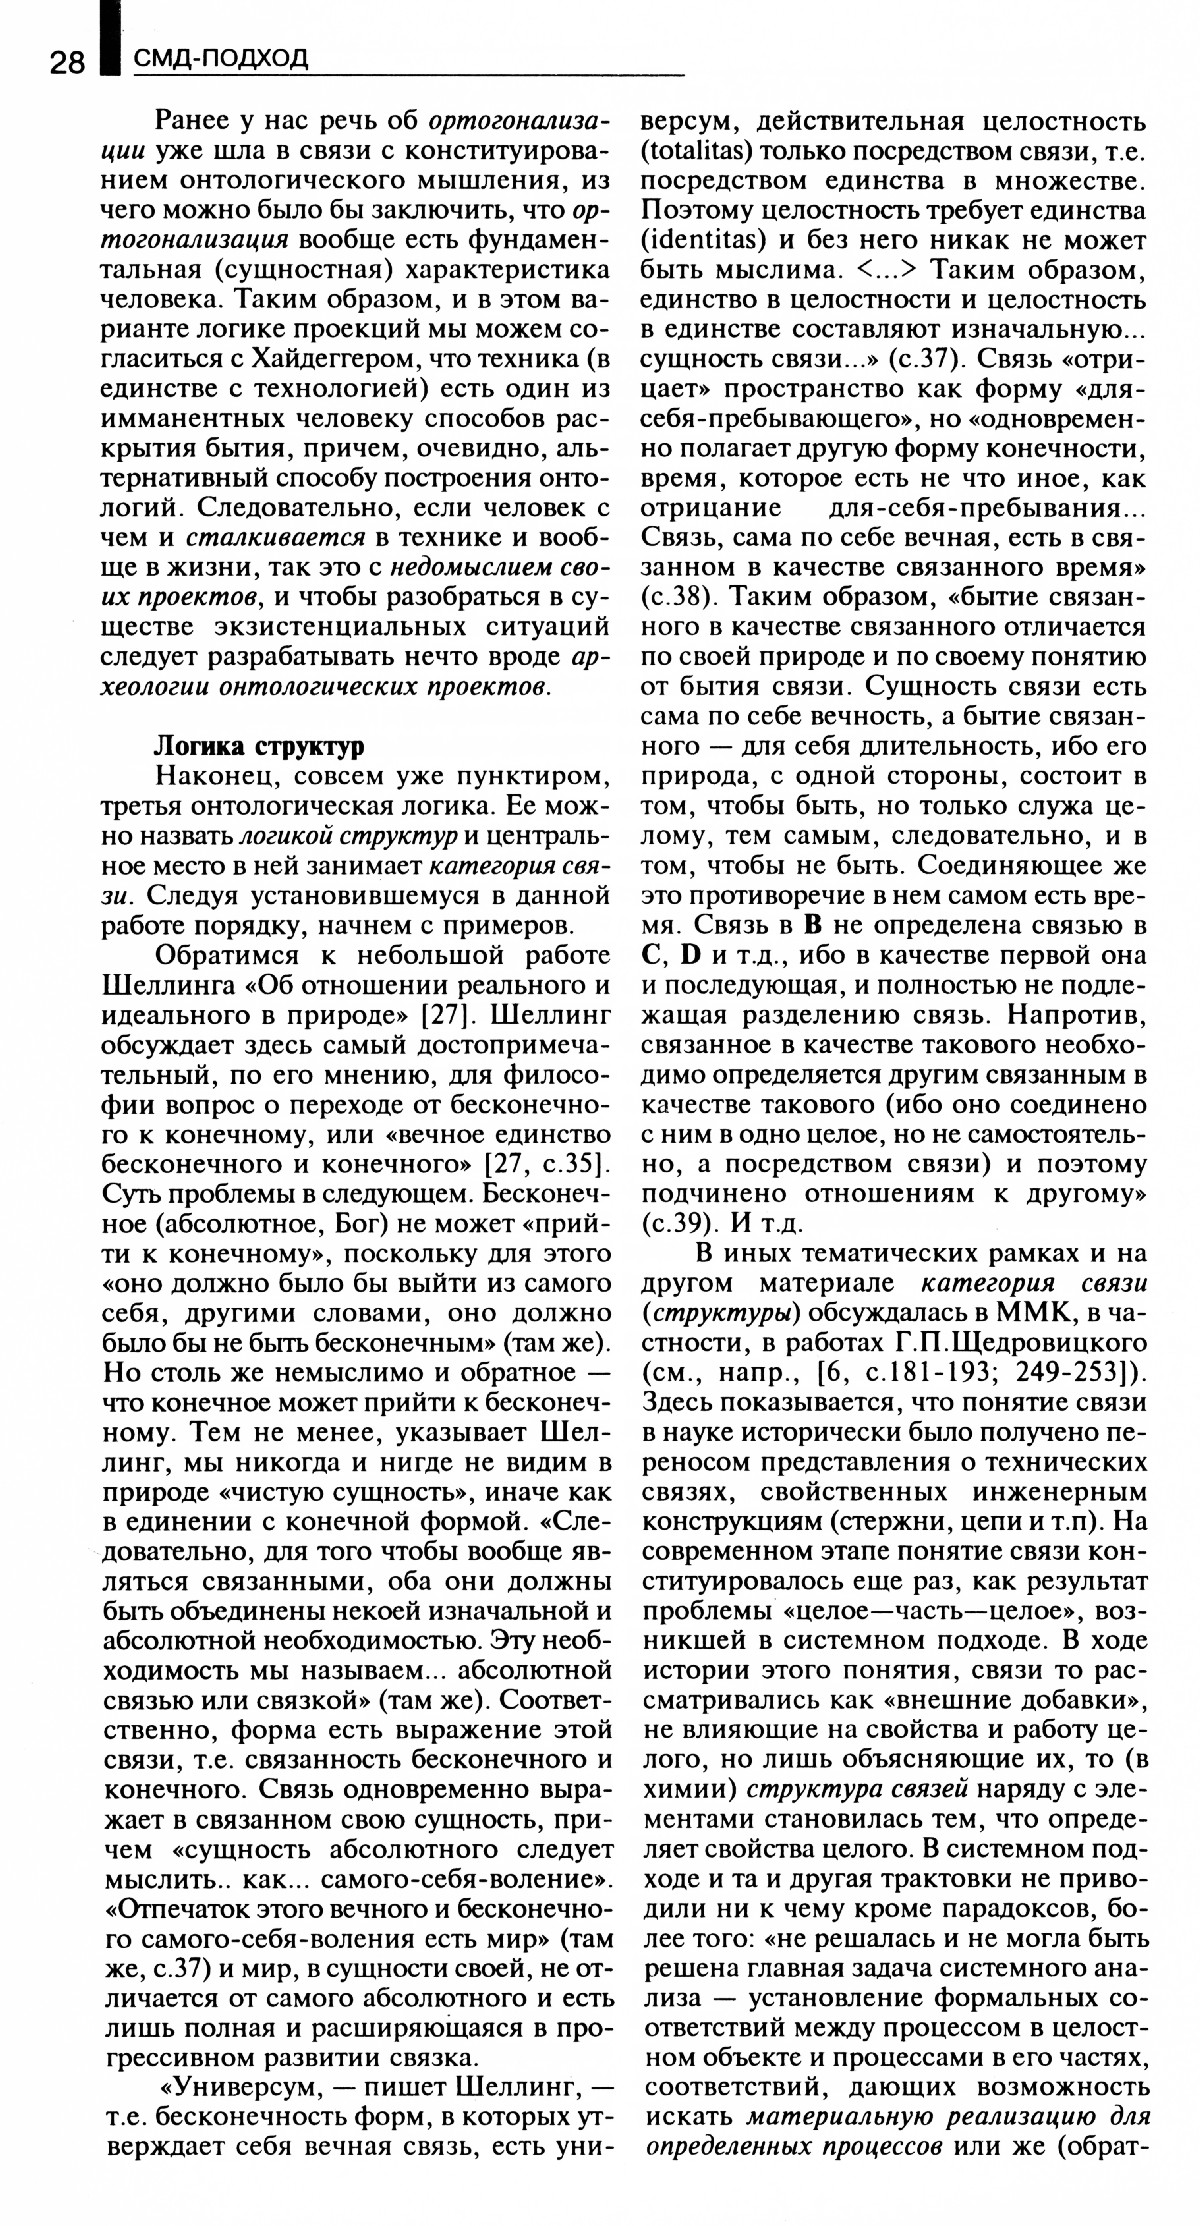 28 СМД-ПОДХОД
Ранее у нас речь об ортогонализа-
ции уже шла в связи с конституирова-
нием онтологического мышления, из
чего можно было бы заключить, что ор-
тогонализация вообще есть фундамен-
тальная (сущностная) характеристика
человека. Таким образом, и в этом ва-
рианте логике проекций мы можем со-
гласиться с Хайдеггером, что техника (в
единстве с технологией) есть один из
имманентных человеку способов рас-
крытия бытия, причем, очевидно, аль-
тернативный способу построения онто-
логий. Следовательно, если человек с
чем и сталкивается в технике и вооб-
ще в жизни, так это с недомыслием сво-
их проектов, и чтобы разобраться в су-
ществе экзистенциальных ситуаций
следует разрабатывать нечто вроде ар-
хеологии онтологических проектов.
Логика структур
Наконец, совсем уже пунктиром,
третья онтологическая логика. Ее мож-
но назвать логикой структур и централь-
ное место в ней занимает категория свя-
зи. Следуя установившемуся в данной
работе порядку, начнем с примеров.
Обратимся к небольшой работе
Шеллинга «Об отношении реального и
идеального в природе» [27]. Шеллинг
обсуждает здесь самый достопримеча-
тельный, по его мнению, для филосо-
фии вопрос о переходе от бесконечно-
го к конечному, или «вечное единство
бесконечного и конечного» [27, с.35].
Суть проблемы в следующем. Бесконеч-
ное (абсолютное, Бог) не может «прий-
ти к конечному», поскольку для этого
«оно должно было бы выйти из самого
себя, другими словами, оно должно
было бы не быть бесконечным» (там же).
Но столь же немыслимо и обратное —
что конечное может прийти к бесконеч-
ному. Тем не менее, указывает Шел-
линг, мы никогда и нигде не видим в
природе «чистую сущность», иначе как
в единении с конечной формой. «Сле-
довательно, для того чтобы вообще яв-
ляться связанными, оба они должны
быть объединены некоей изначальной и
абсолютной необходимостью. Эту необ-
ходимость мы называем... абсолютной
связью или связкой» (там же). Соответ-
ственно, форма есть выражение этой
связи, т.е. связанность бесконечного и
конечного. Связь одновременно выра-
жает в связанном свою сущность, при-
чем «сущность абсолютного следует
мыслить.. как... самого-себя-воление».
«Отпечаток этого вечного и бесконечно-
го самого-себя-воления есть мир» (там
же, с.37) и мир, в сущности своей, не от-
личается от самого абсолютного и есть
лишь полная и расширяющаяся в про-
грессивном развитии связка.
«Универсум, — пишет Шеллинг, —
т.е. бесконечность форм, в которых ут-
верждает себя вечная связь, есть уни-
версум, действительная целостность
(totalitas) только посредством связи, т.е.
посредством единства в множестве.
Поэтому целостность требует единства
(identitas) и без него никак не может
быть мыслима. <...> Таким образом,
единство в целостности и целостность
в единстве составляют изначальную...
сущность связи...» (с.37). Связь «отри-
цает» пространство как форму «для-
себя-пребывающего», но «одновремен-
но полагает другую форму конечности,
время, которое есть не что иное, как
отрицание для-себя-пребывания...
Связь, сама по себе вечная, есть в свя-
занном в качестве связанного время»
(с.38). Таким образом, «бытие связан-
ного в качестве связанного отличается
по своей природе и по своему понятию
от бытия связи. Сущность связи есть
сама по себе вечность, а бытие связан-
ного — для себя длительность, ибо его
природа, с одной стороны, состоит в
том, чтобы быть, но только служа це-
лому, тем самым, следовательно, и в
том, чтобы не быть. Соединяющее же
это противоречие в нем самом есть вре-
мя. Связь в B не определена связью в
C, D и т.д., ибо в качестве первой она
и последующая, и полностью не подле-
жащая разделению связь. Напротив,
связанное в качестве такового необхо-
димо определяется другим связанным в
качестве такового (ибо оно соединено
с ним в одно целое, но не самостоятель-
но, а посредством связи) и поэтому
подчинено отношениям к другому»
(с.39). И т.д.
В иных тематических рамках и на
другом материале категория связи
(структуры) обсуждалась в ММК, в ча-
стности, в работах Г.П.Щедровицкого
(см., напр., [6, с.181-193; 249-253]).
Здесь показывается, что понятие связи
в науке исторически было получено пе-
реносом представления о технических
связях, свойственных инженерным
конструкциям (стержни, цепи и т.п). На
современном этапе понятие связи кон-
ституировалось еще раз, как результат
проблемы «целое—часть—целое», воз-
никшей в системном подходе. В ходе
истории этого понятия, связи то рас-
сматривались как «внешние добавки»,
не влияющие на свойства и работу це-
лого, но лишь объясняющие их, то (в
химии) структура связей наряду с эле-
ментами становилась тем, что опреде-
ляет свойства целого. В системном под-
ходе и та и другая трактовки не приво-
дили ни к чему кроме парадоксов, бо-
лее того: «не решалась и не могла быть
решена главная задача системного ана-
лиза — установление формальных со-
ответствий между процессом в целост-
ном объекте и процессами в его частях,
соответствий, дающих возможность
искать материальную реализацию для
определенных процессов или же (обрат-